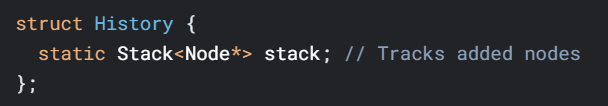 struct History {
  static Stack<Node*> stack; // Tracks added nodes
};